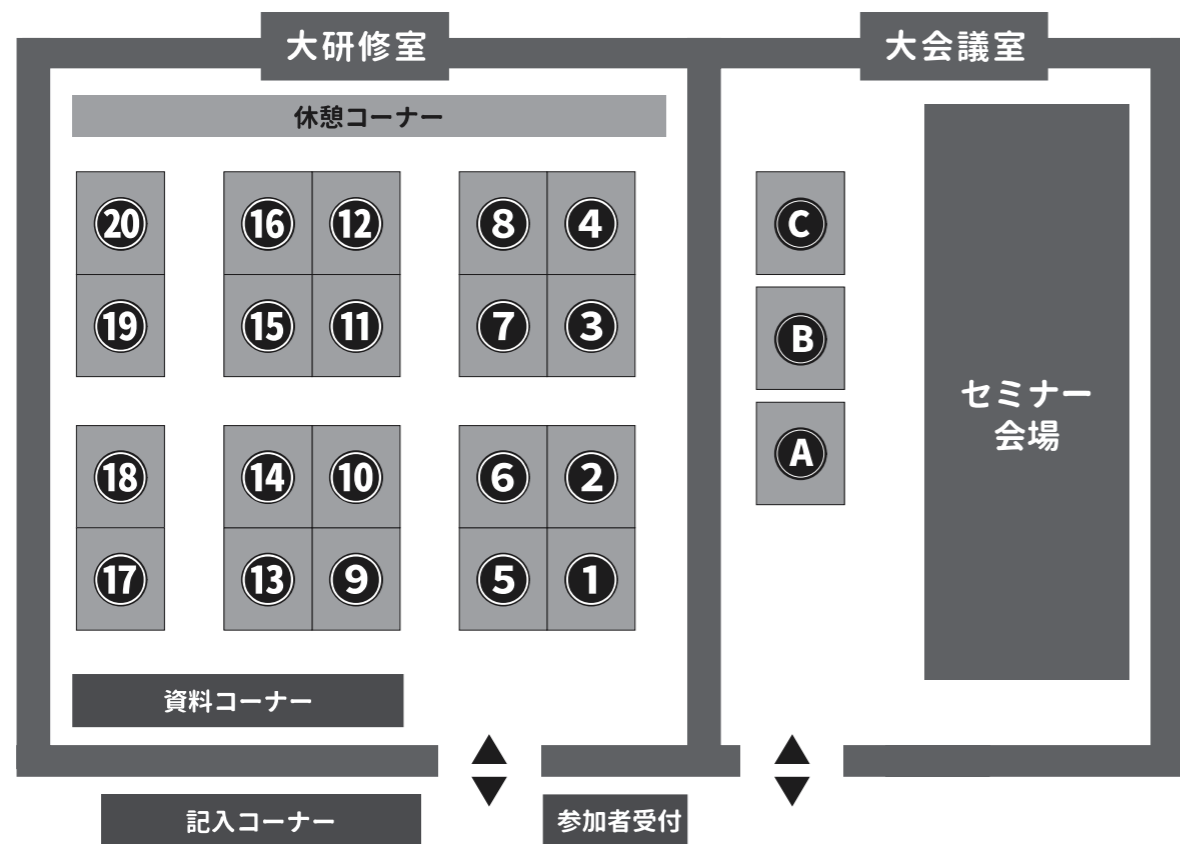 大研修室
大会議室
休憩コーナー
20 16 12 8 4 C
19 15 11 7 3 B
セミナー
会場
A
18 14 10 6 2
17 13 9 5 1
資料コーナー
記入コーナー
参加者受付